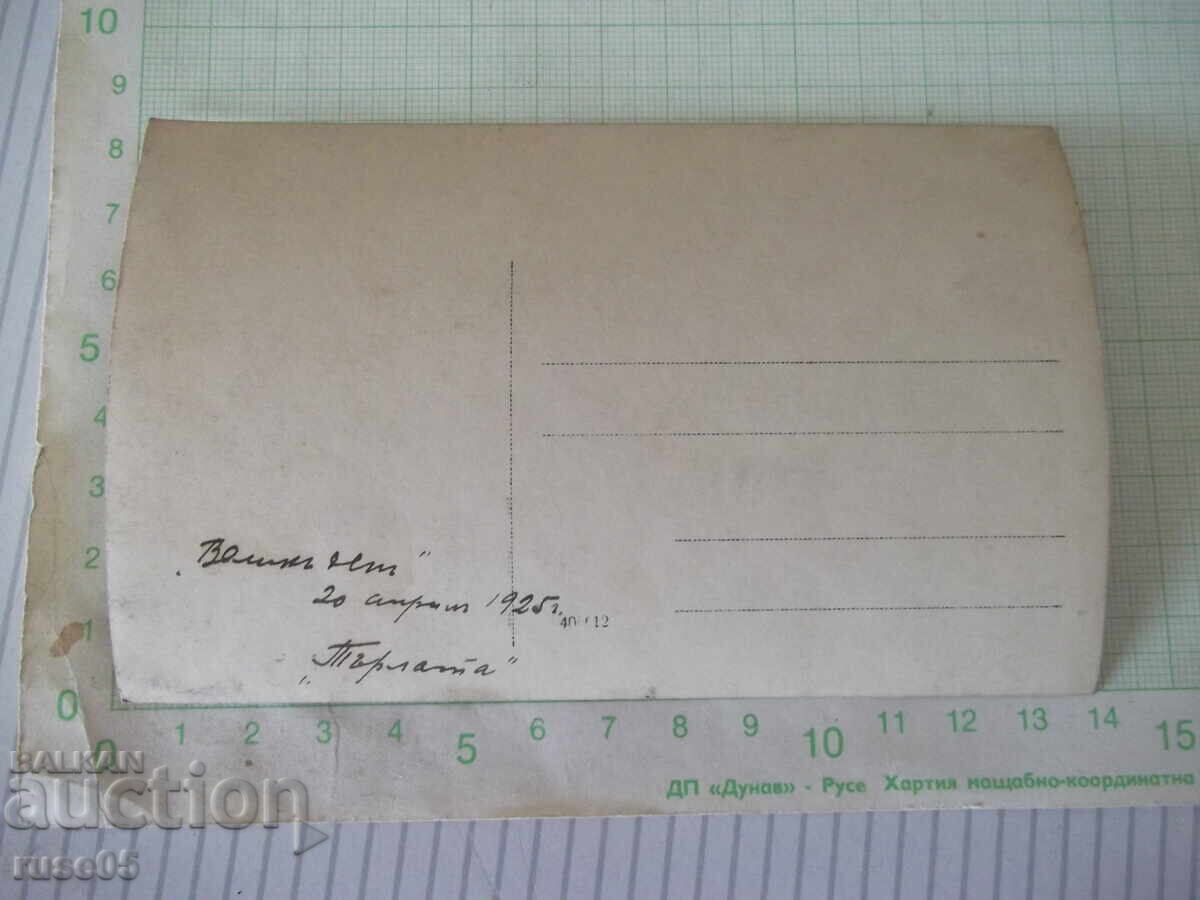 10
9
8
7
6
5
4
3
2
1
0
„Великъ день“
20 априлъ 1925 г.
„Търлата“
0 1 2 3 4 5 6 7 8 9 10 11 12 13 14 15
ДП «Дунав» - Русе Хартия мащабно-координатна
BALKAN
auction
ruse05